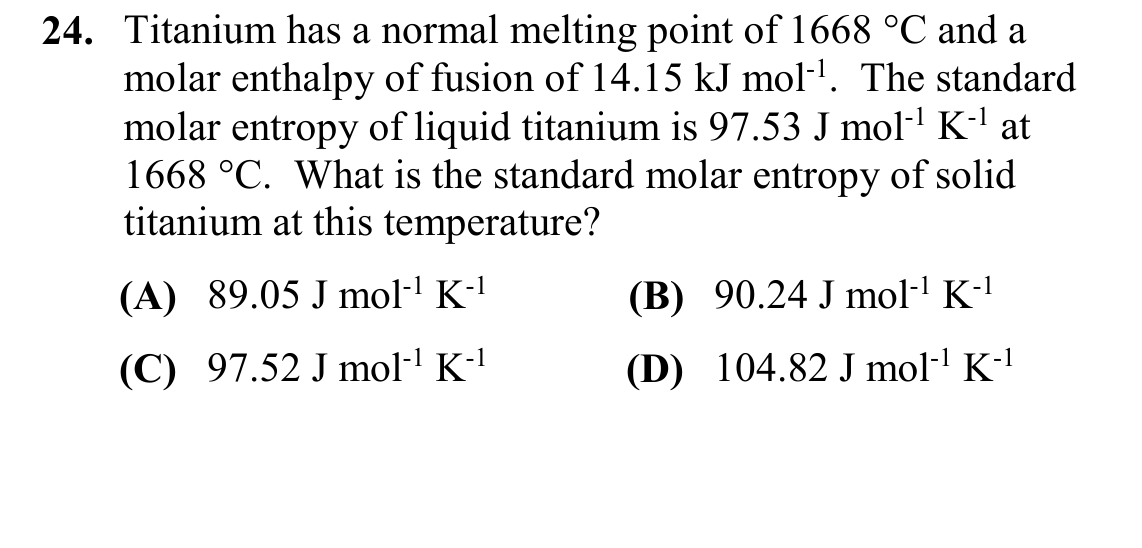 24. Titanium has a normal melting point of 1668 °C and a
molar enthalpy of fusion of 14.15 kJ mol⁻¹. The standard
molar entropy of liquid titanium is 97.53 J mol⁻¹ K⁻¹ at
1668 °C. What is the standard molar entropy of solid
titanium at this temperature?
(A) 89.05 J mol⁻¹ K⁻¹ (B) 90.24 J mol⁻¹ K⁻¹
(C) 97.52 J mol⁻¹ K⁻¹ (D) 104.82 J mol⁻¹ K⁻¹